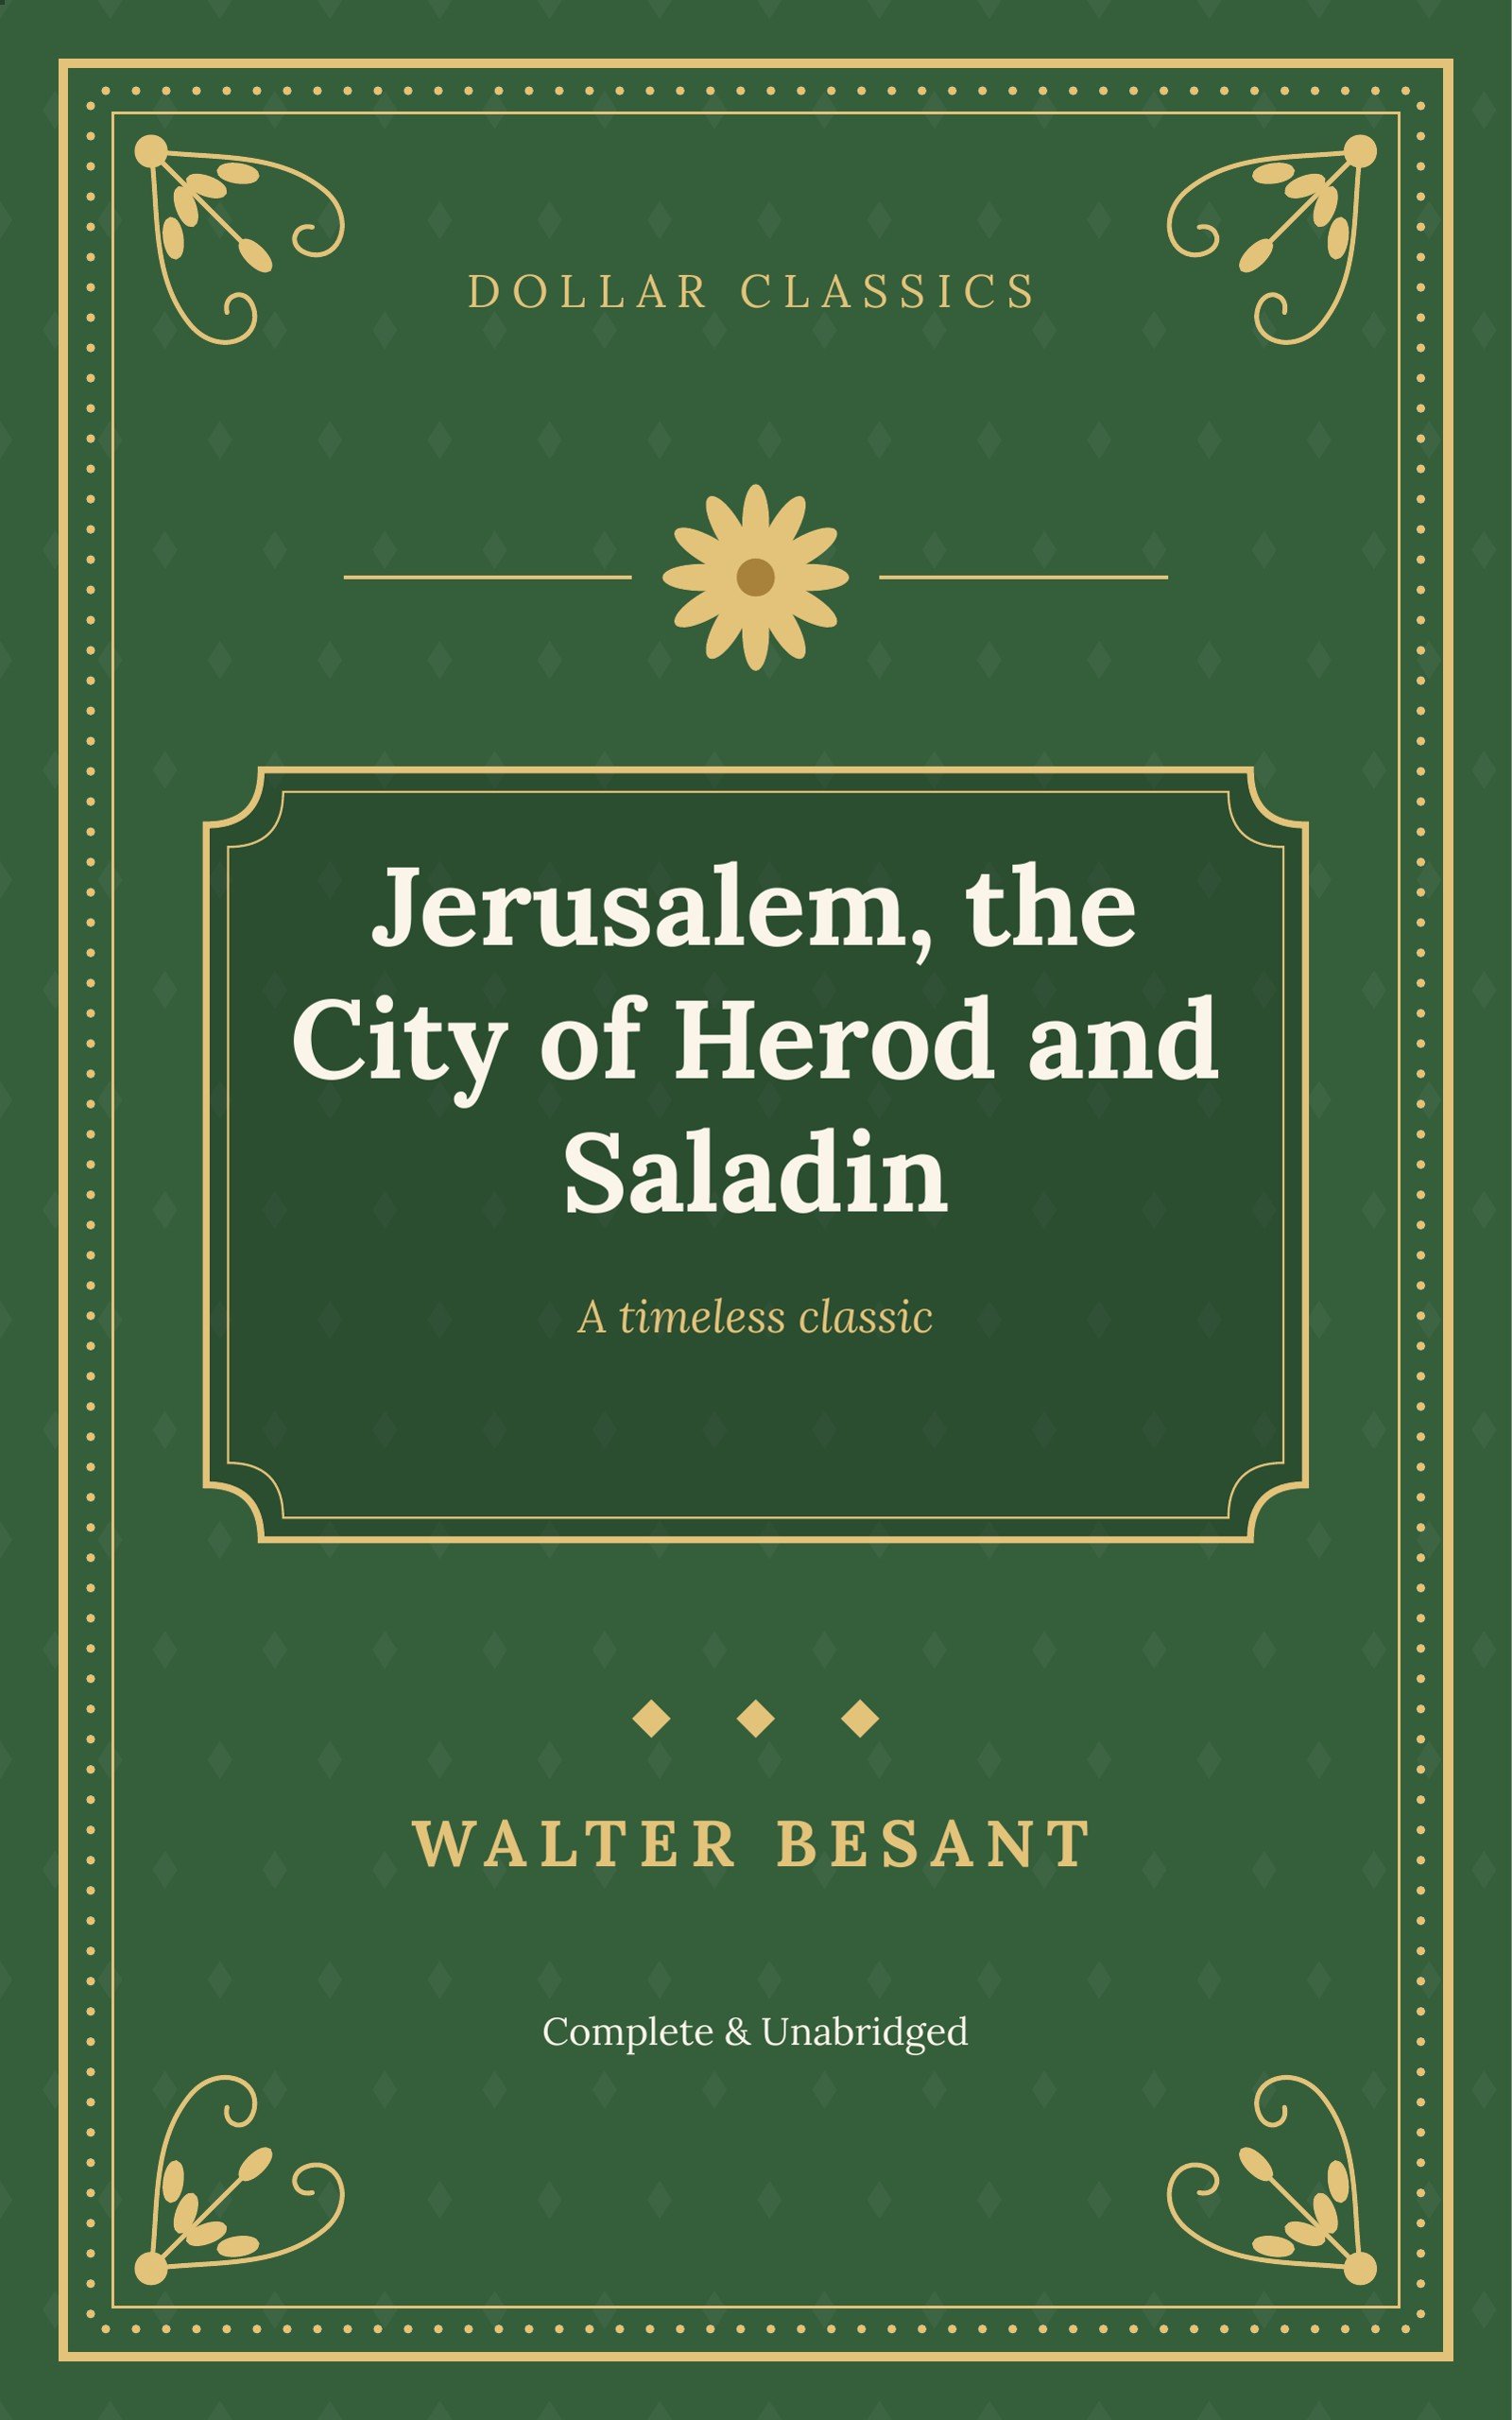 DOLLAR CLASSICS
Jerusalem, the
City of Herod and
Saladin
A timeless classic
WALTER BESANT
Complete & Unabridged